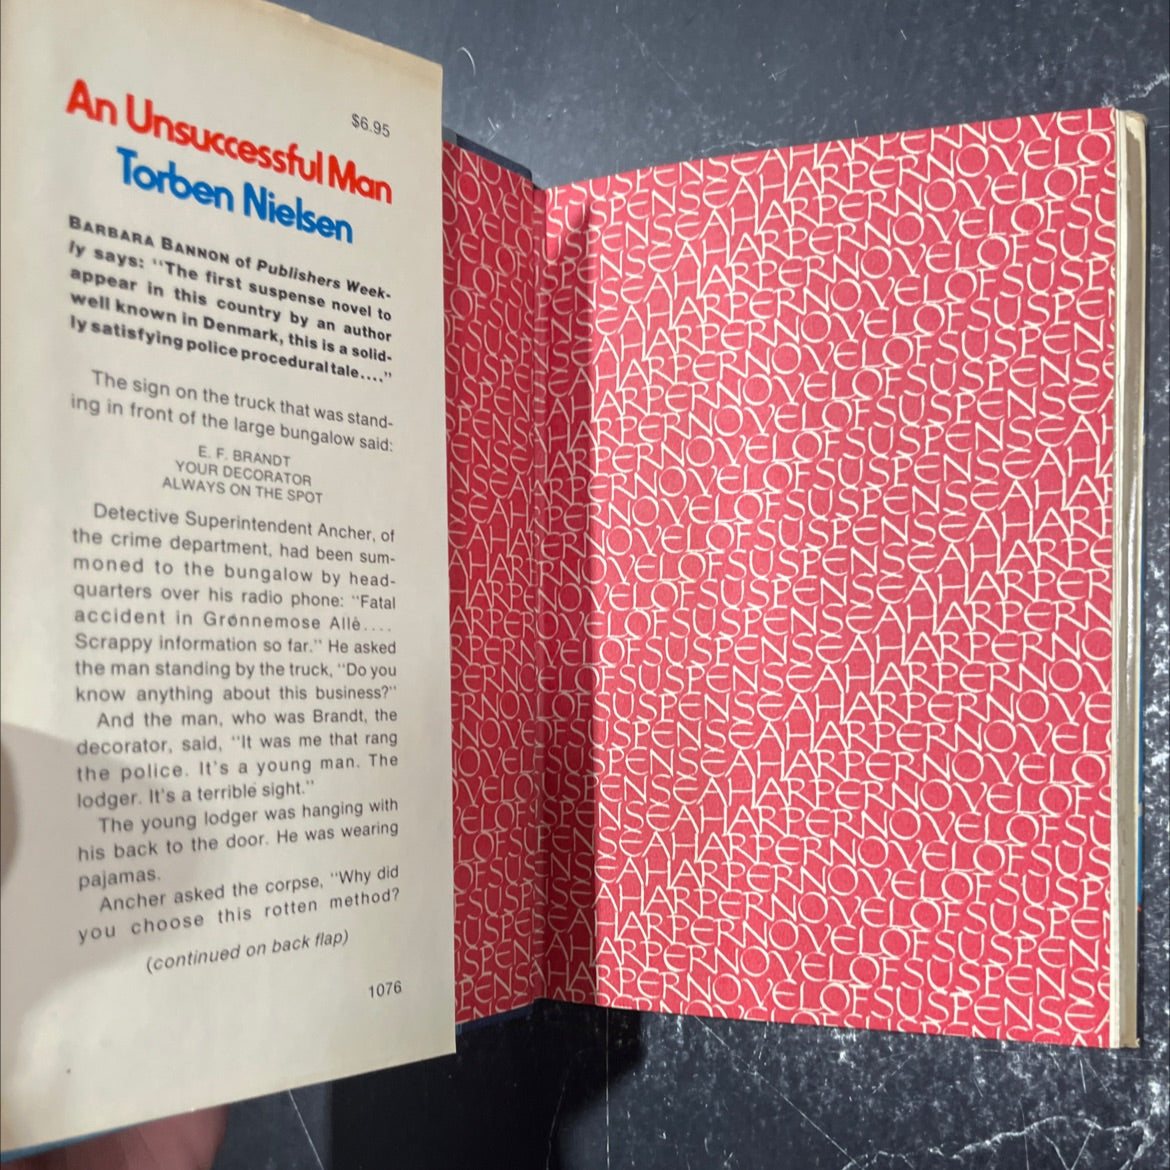 $6.95
An Unsuccessful Man
Torben Nielsen
BARBARA BANNON of Publishers Week-
ly says: "The first suspense novel to
appear in this country by an author
well known in Denmark, this is a solid-
ly satisfying police procedural tale...."
The sign on the truck that was stand-
ing in front of the large bungalow said:
E. F. BRANDT
YOUR DECORATOR
ALWAYS ON THE SPOT
Detective Superintendent Ancher, of
the crime department, had been sum-
moned to the bungalow by head-
quarters over his radio phone: "Fatal
accident in Grønnemose Allé....
Scrappy information so far." He asked
the man standing by the truck, "Do you
know anything about this business?"
And the man, who was Brandt, the
decorator, said, "It was me that rang
the police. It's a young man. The
lodger. It's a terrible sight."
The young lodger was hanging with
his back to the door. He was wearing
pajamas.
Ancher asked the corpse, "Why did
you choose this rotten method?
(continued on back flap)
1076
A HARPER NOVEL OF SUSPENSE